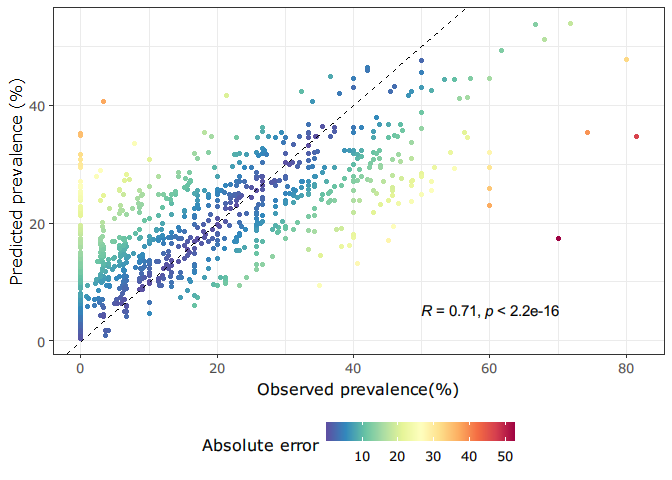 Predicted prevalence (%)
40
20
0
R = 0.71, p < 2.2e-16
0 20 40 60 80
Observed prevalence(%)
Absolute error
10 20 30 40 50